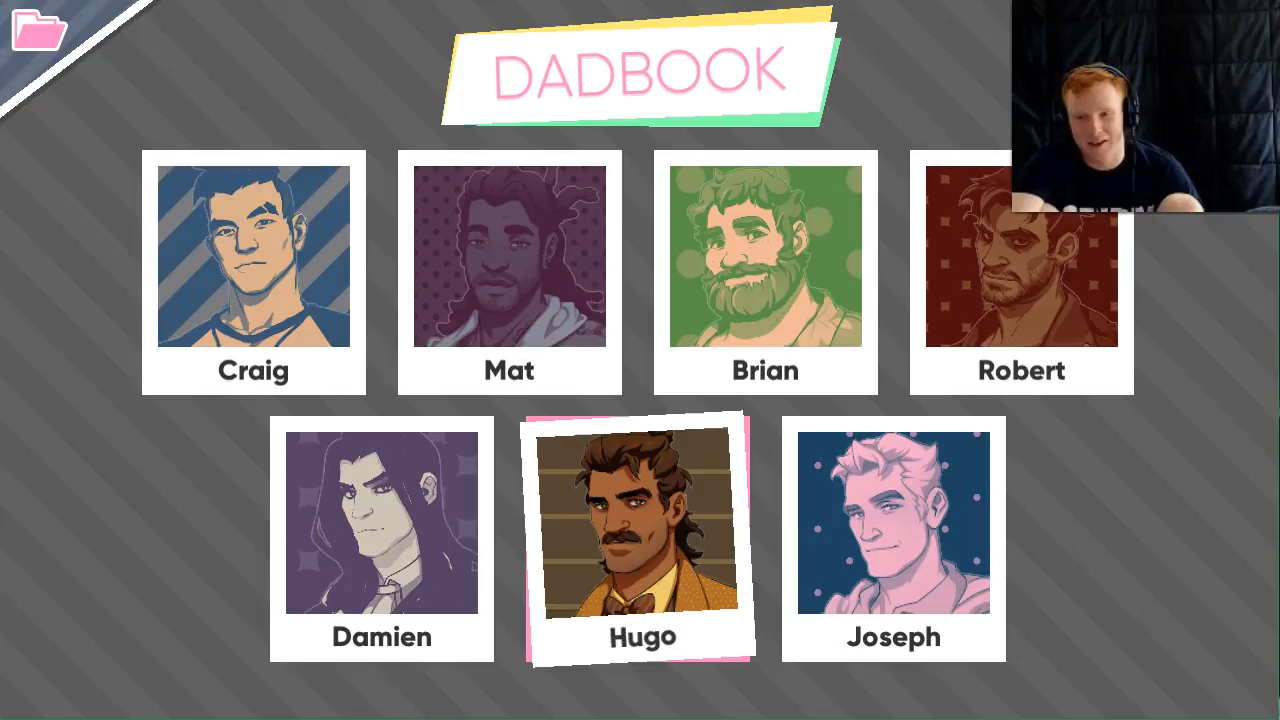 DADBOOK
Craig
Mat
Brian
Robert
Damien
Hugo
Joseph